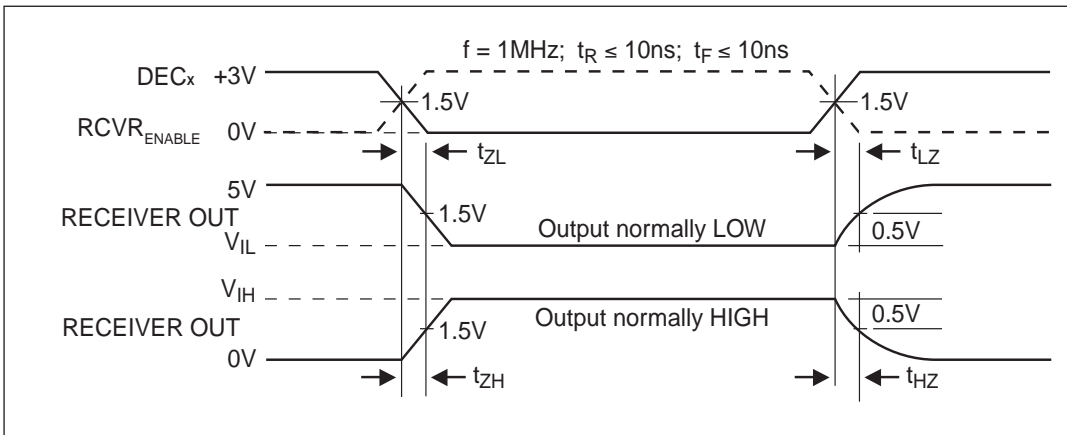 f = 1MHz; tR ≤ 10ns; tF ≤ 10ns
DECx +3V
1.5V
1.5V
RCVRENABLE 0V
tZL
tLZ
5V
RECEIVER OUT
1.5V
Output normally LOW
0.5V
VIL
VIH
RECEIVER OUT
1.5V
Output normally HIGH
0.5V
0V
tZH
tHZ